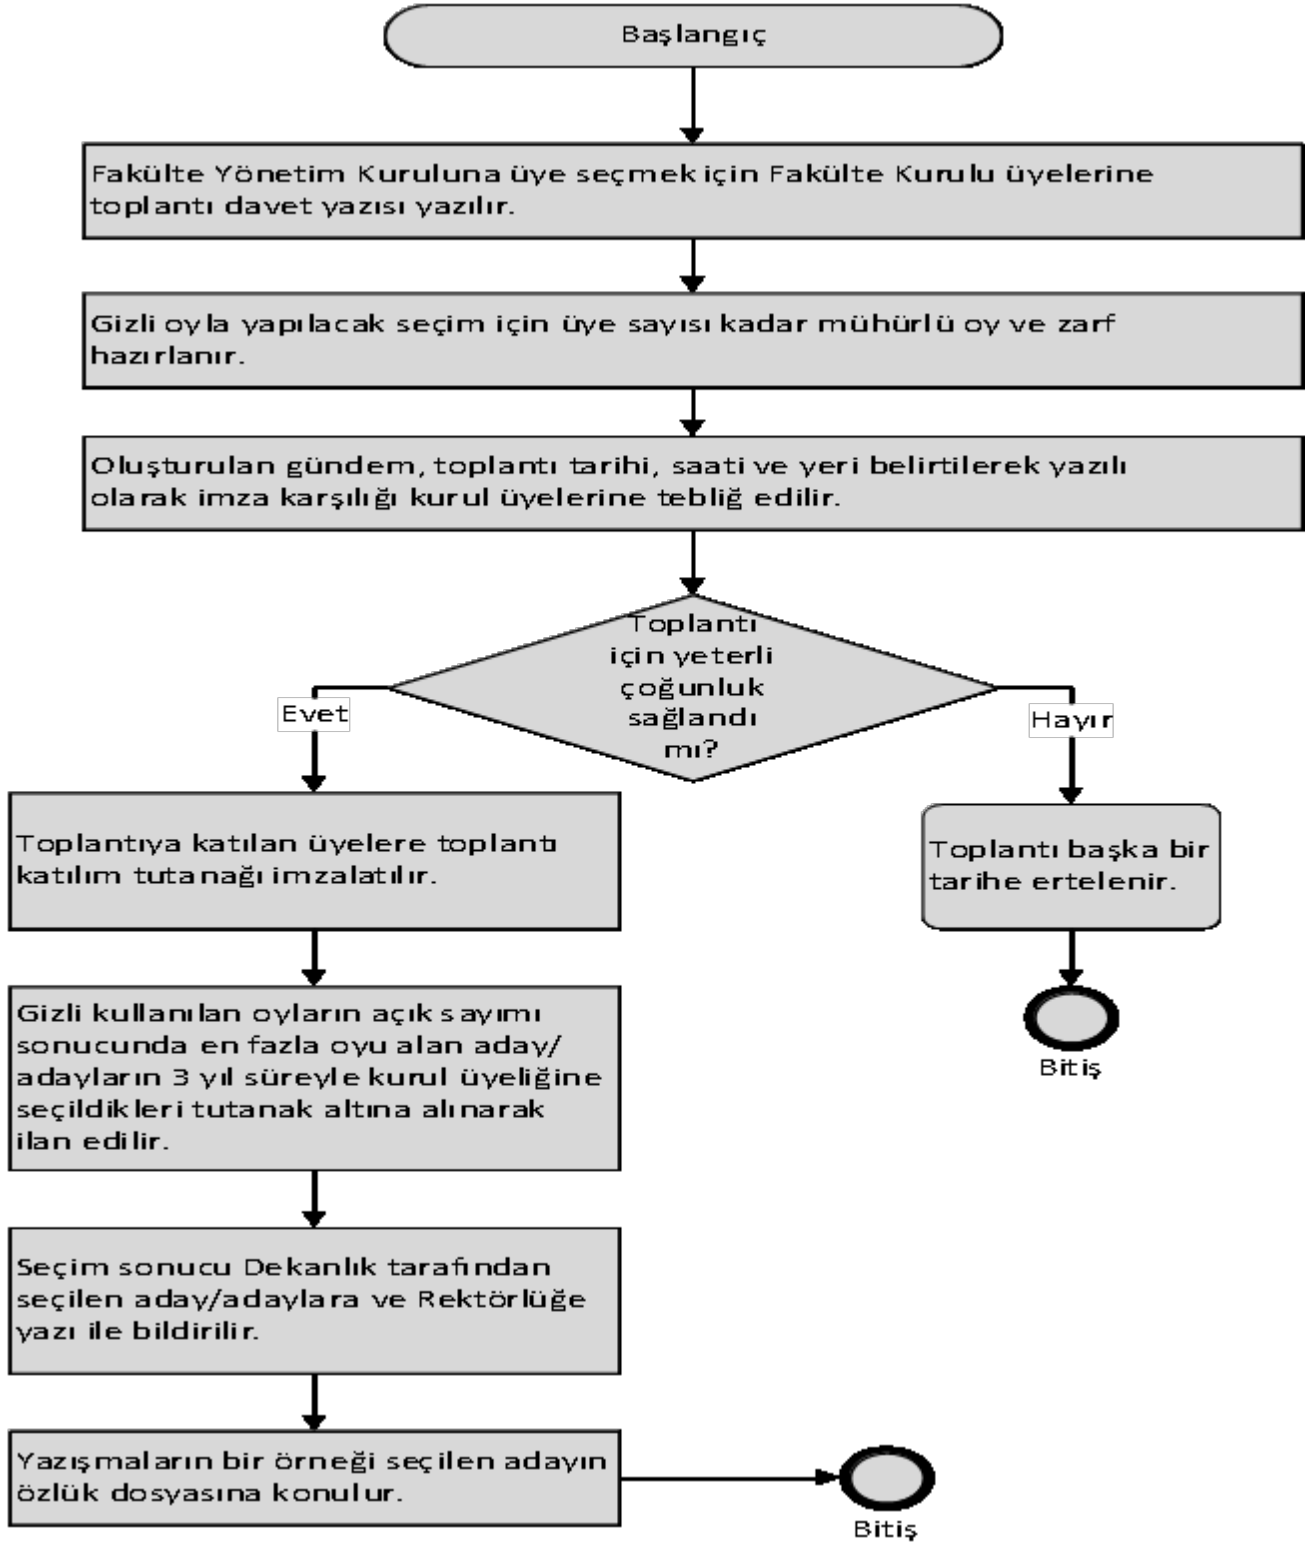 Başlangıç
Fakülte Yönetim Kuruluna üye seçmek için Fakülte Kurulu üyelerine
toplantı davet yazısı yazılır.
Gizli oyla yapılacak seçim için üye sayısı kadar mühürlü oy ve zarf
hazırlanır.
Oluşturulan gündem, toplantı tarihi, saati ve yeri belirtilerek yazılı
olarak imza karşılığı kurul üyelerine tebliğ edilir.
Toplantı
için yeterli
çoğunluk
sağlandı
mı?
Evet
Hayır
Toplantıya katılan üyelere toplantı
katılım tutanağı imzalatılır.
Toplantı başka bir
tarihe ertelenir.
Gizli kullanılan oyların açık sayımı
sonucunda en fazla oyu alan aday/
adayların 3 yıl süreyle kurul üyeliğine
seçildikleri tutanak altına alınarak
ilan edilir.
Bitiş
Seçim sonucu Dekanlık tarafından
seçilen aday/adaylara ve Rektörlüğe
yazı ile bildirilir.
Yazışmaların bir örneği seçilen adayın
özlük dosyasına konulur.
Bitiş